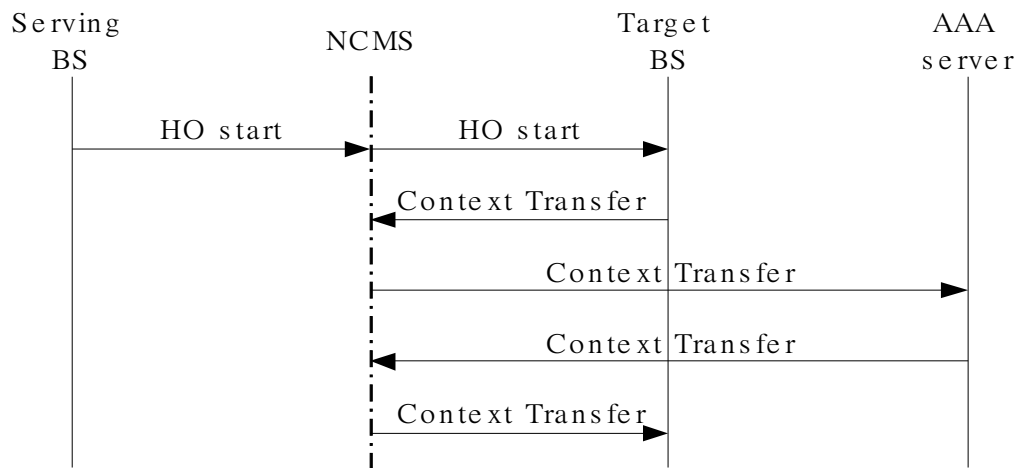 Serving
BS
NCMS
Target
BS
AAA
server
HO start
HO start
Context Transfer
Context Transfer
Context Transfer
Context Transfer